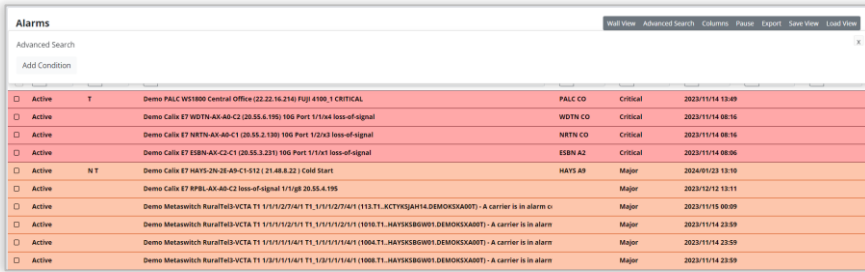 Alarms
Wall View Advanced Search Columns Pause Export Save View Load View
Advanced Search
x
Add Condition
Active T Demo PALC WS1800 Central Office (22.22.16.214) FUJI 4100_1 CRITICAL PALC CO Critical 2023/11/14 13:49
Active Demo Calix E7 WDTN-AX-A0-C2 (20.55.6.195) 10G Port 1/1/x4 loss-of-signal WDTN CO Critical 2023/11/14 08:16
Active Demo Calix E7 NRTN-AX-A0-C1 (20.55.2.130) 10G Port 1/2/x3 loss-of-signal NRTN CO Critical 2023/11/14 08:16
Active Demo Calix E7 ESBN-AX-C2-C1 (20.55.3.231) 10G Port 1/1/x1 loss-of-signal ESBN A2 Critical 2023/11/14 08:06
Active N T Demo Calix E7 HAYS-2N-2E-A9-C1-S12 ( 21.48.8.22 ) Cold Start HAYS A9 Major 2024/01/23 13:10
Active Demo Calix E7 RPBL-AX-A0-C2 loss-of-signal 1/1/g8 20.55.4.195 Major 2023/12/12 13:11
Active Demo Metaswitch RuralTel3-VCTA T1 1/1/1/2/7/4/1 T1_1/1/1/2/7/4/1 (113.T1..KCTYKSJAH14.DEMOKSXA00T) - A carrier is in alarm c Major 2023/11/15 00:09
Active Demo Metaswitch RuralTel3-VCTA T1 1/1/1/1/2/1/1 T1_1/1/1/1/2/1/1 (1010.T1..HAYSKSBGW01.DEMOKSXA00T) - A carrier is in alarm Major 2023/11/14 23:59
Active Demo Metaswitch RuralTel3-VCTA T1 1/1/1/1/1/4/1 T1_1/1/1/1/1/4/1 (1004.T1..HAYSKSBGW01.DEMOKSXA00T) - A carrier is in alarm Major 2023/11/14 23:59
Active Demo Metaswitch RuralTel3-VCTA T1 1/3/1/1/1/4/1 T1_1/3/1/1/1/4/1 (1008.T1..HAYSKSBGW01.DEMOKSXA00T) - A carrier is in alarm Major 2023/11/14 23:59